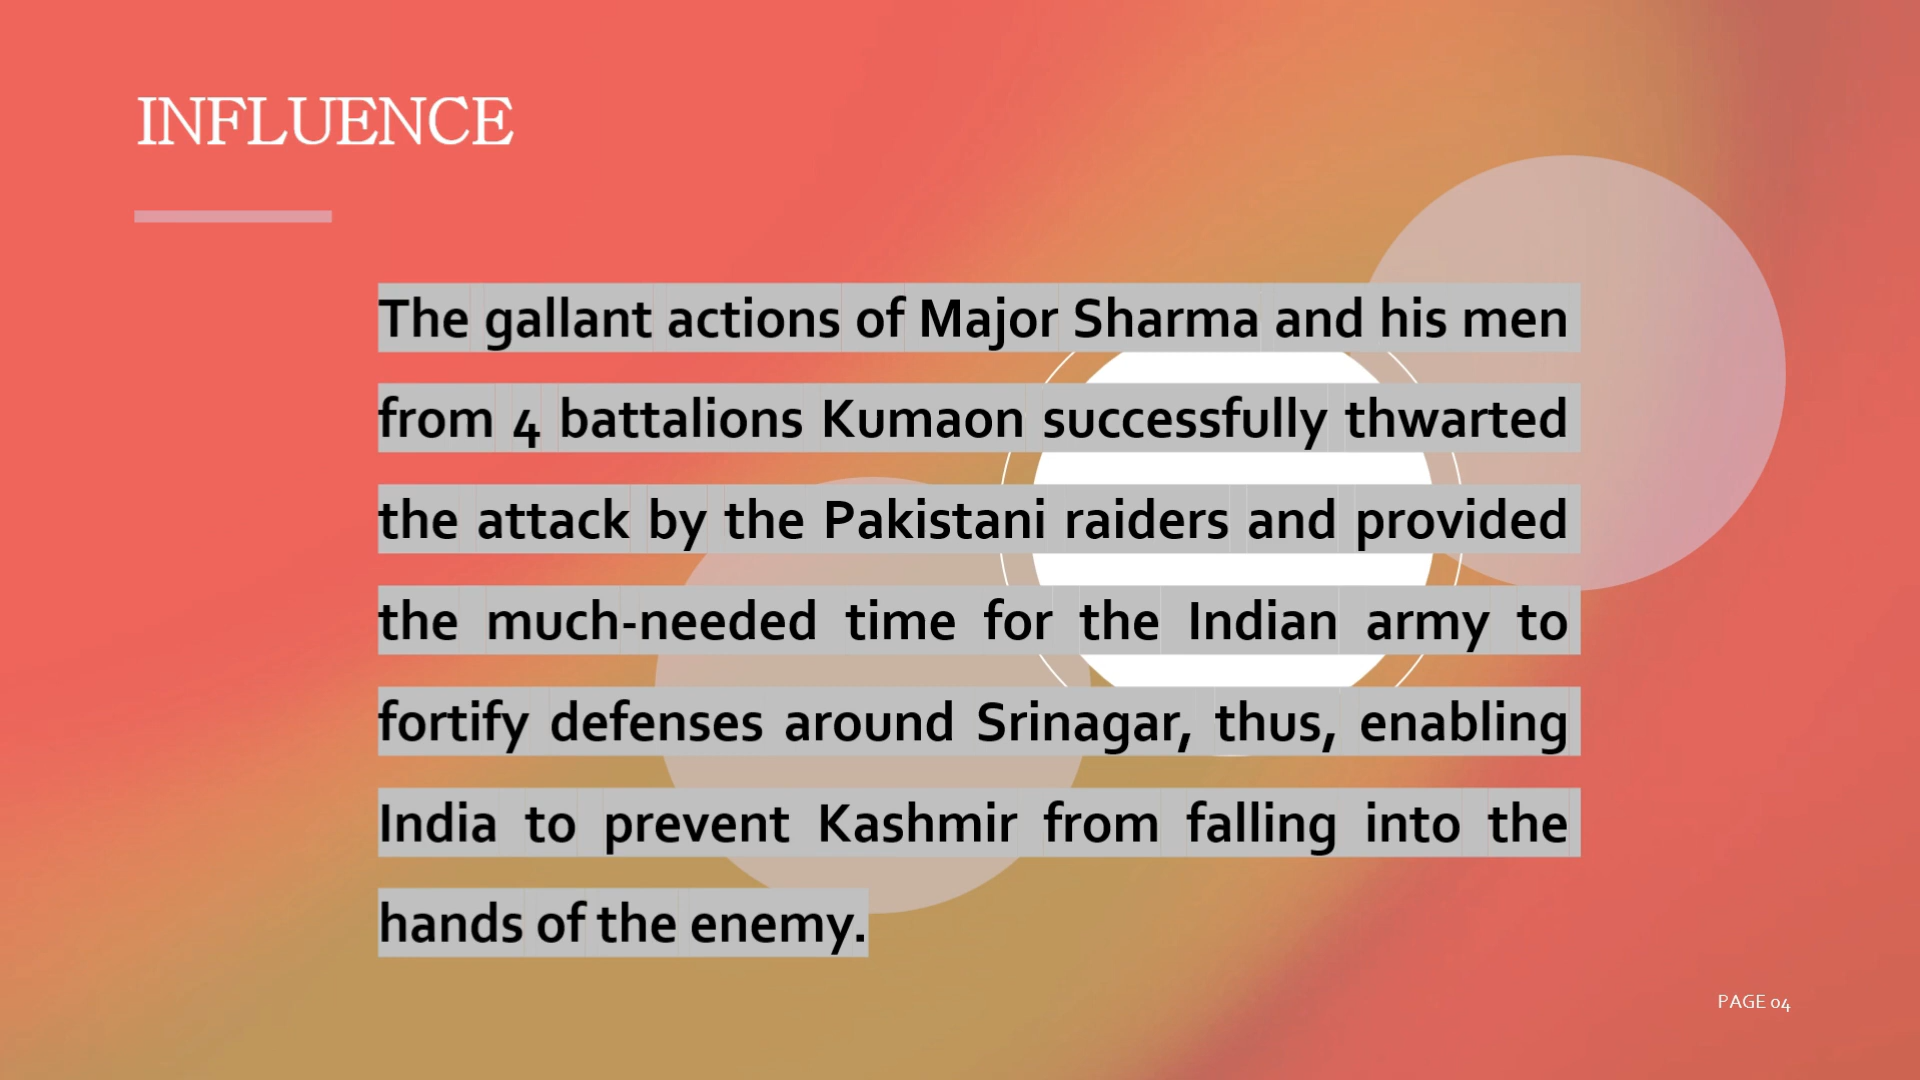 INFLUENCE
The gallant actions of Major Sharma and his men
from 4 battalions Kumaon successfully thwarted
the attack by the Pakistani raiders and provided
the much-needed time for the Indian army to
fortify defenses around Srinagar, thus, enabling
India to prevent Kashmir from falling into the
hands of the enemy.
PAGE 04